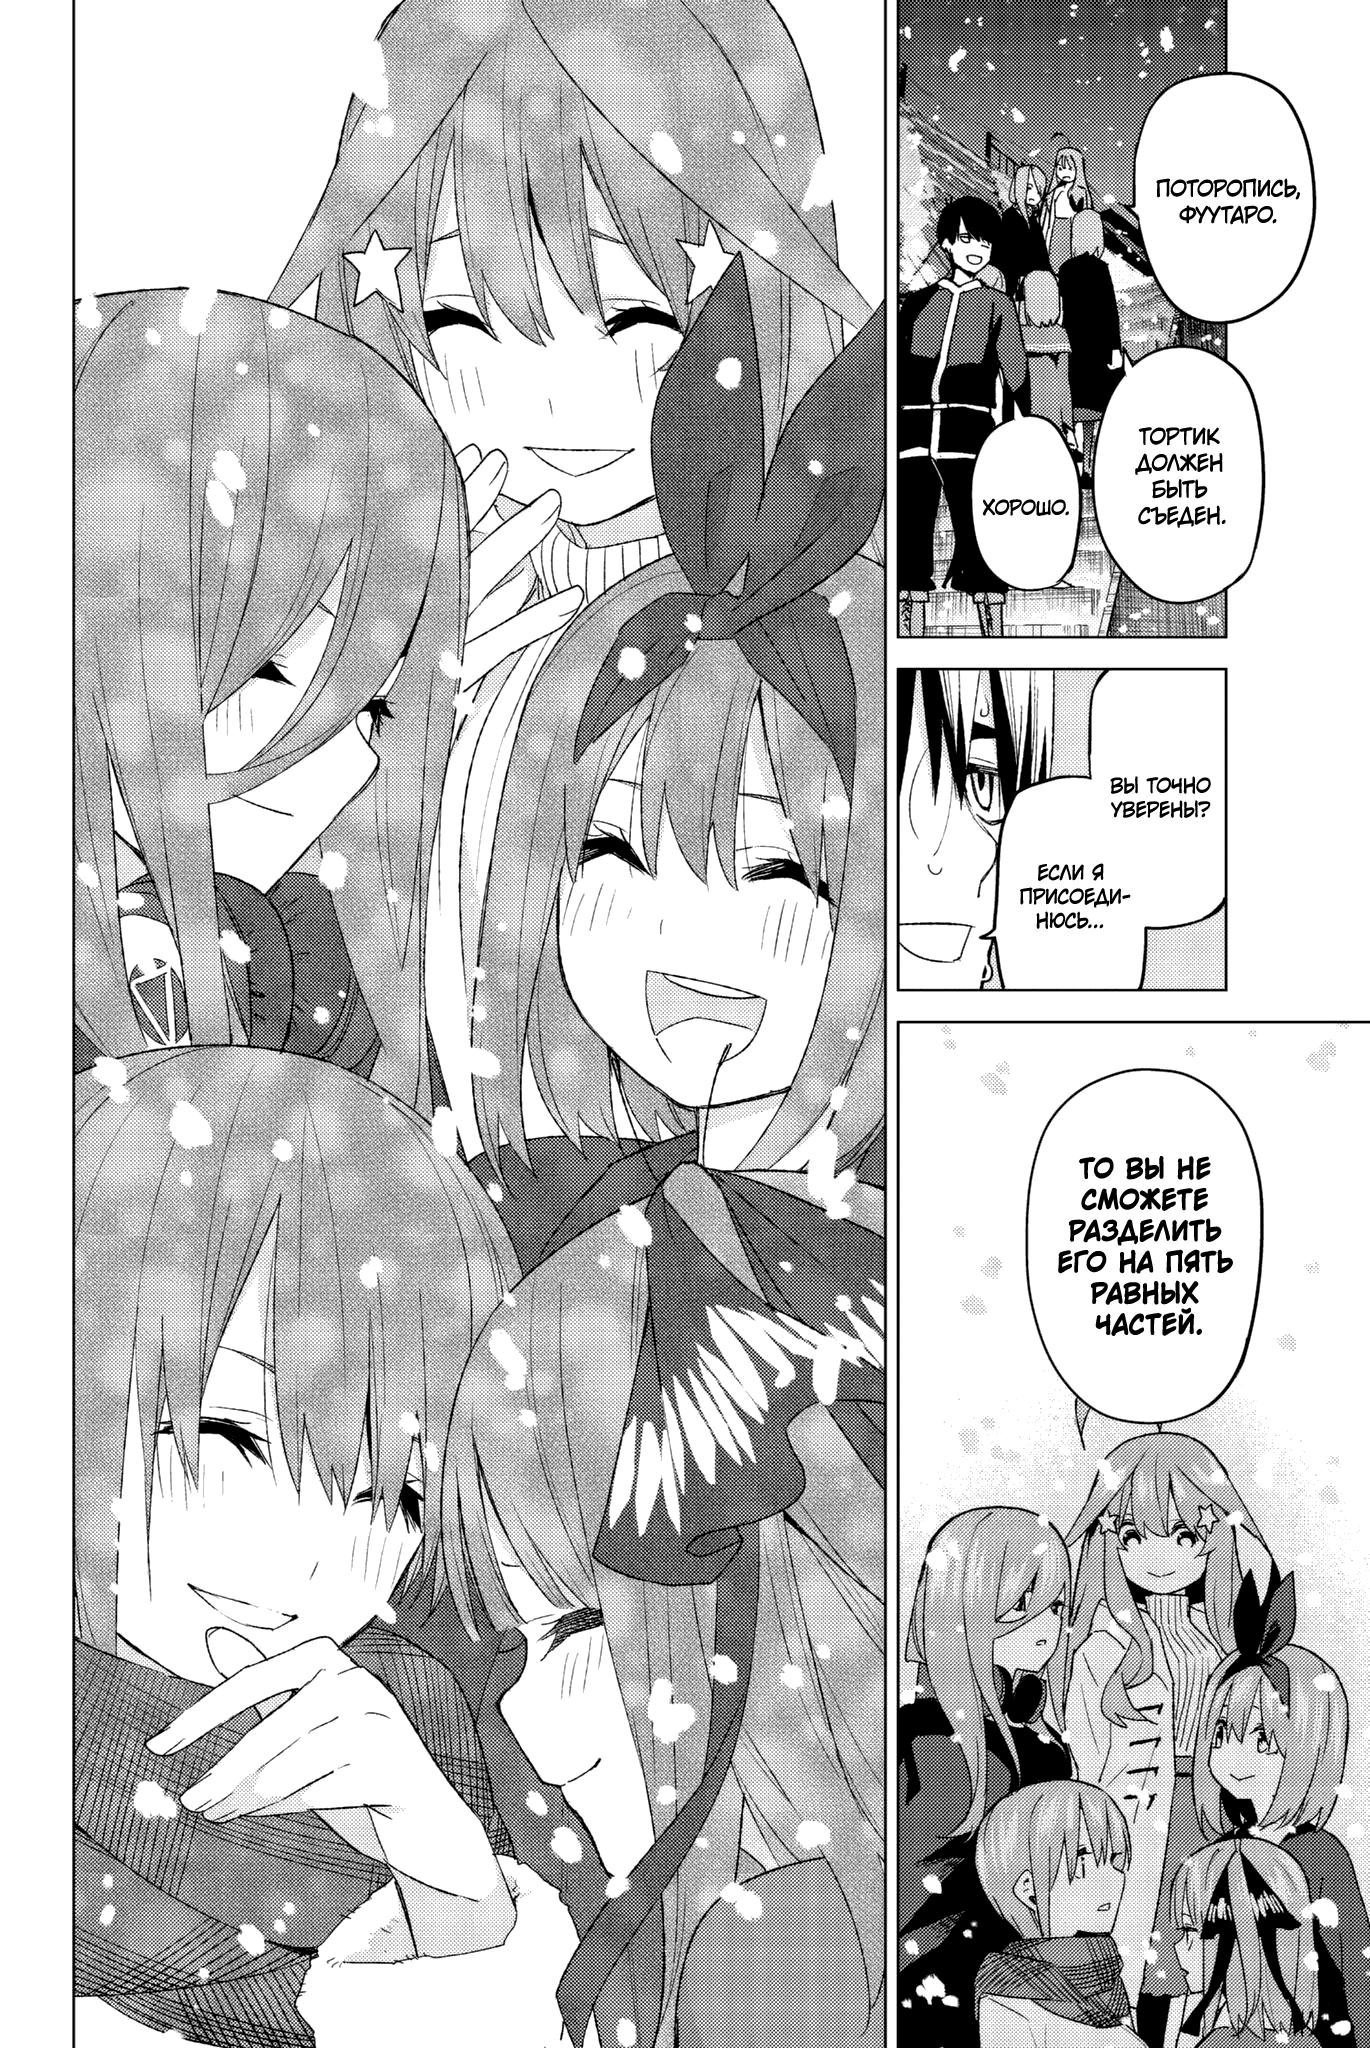 ПОТОРОПИСЬ,
ФУУТАРО.
ТОРТИК
ДОЛЖЕН
БЫТЬ
СЪЕДЕН.
ХОРОШО.
ВЫ ТОЧНО
УВЕРЕНЫ?
ЕСЛИ Я
ПРИСОЕДИ-
НЮСЬ...
ТО ВЫ НЕ
СМОЖЕТЕ
РАЗДЕЛИТЬ
ЕГО НА ПЯТЬ
РАВНЫХ
ЧАСТЕЙ.